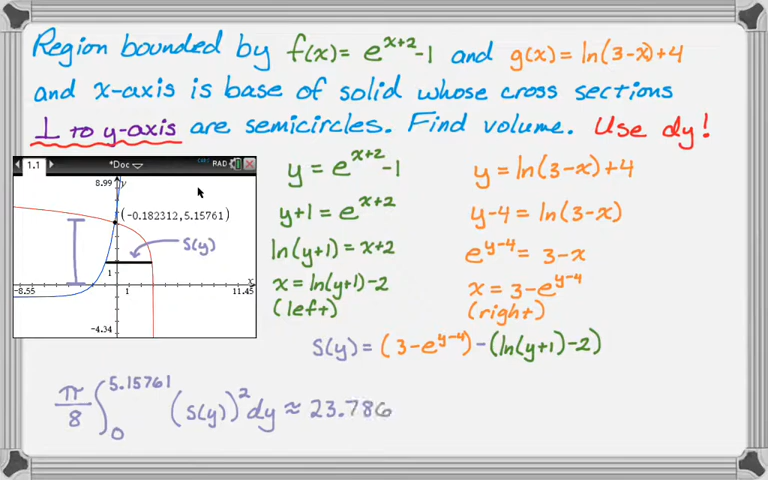 Region bounded by f(x) = e^(x+2) -1 and g(x) = ln(3-x)+4
and x-axis is base of solid whose cross sections
⊥ to y-axis are semicircles. Find volume. Use dy!
1.1 *Doc RAD
8.99 y
(-0.182312,5.15761)
S(y)
1
x
-8.55 1 11.45
-4.34
y = e^(x+2) -1
y+1 = e^(x+2)
ln(y+1) = x+2
x = ln(y+1)-2
(left)
y = ln(3-x)+4
y-4 = ln(3-x)
e^(y-4) = 3-x
x = 3-e^(y-4)
(right)
S(y) = (3-e^(y-4)) - (ln(y+1)-2)
π/8 ∫_0^5.15761 (S(y))^2 dy ≈ 23.786